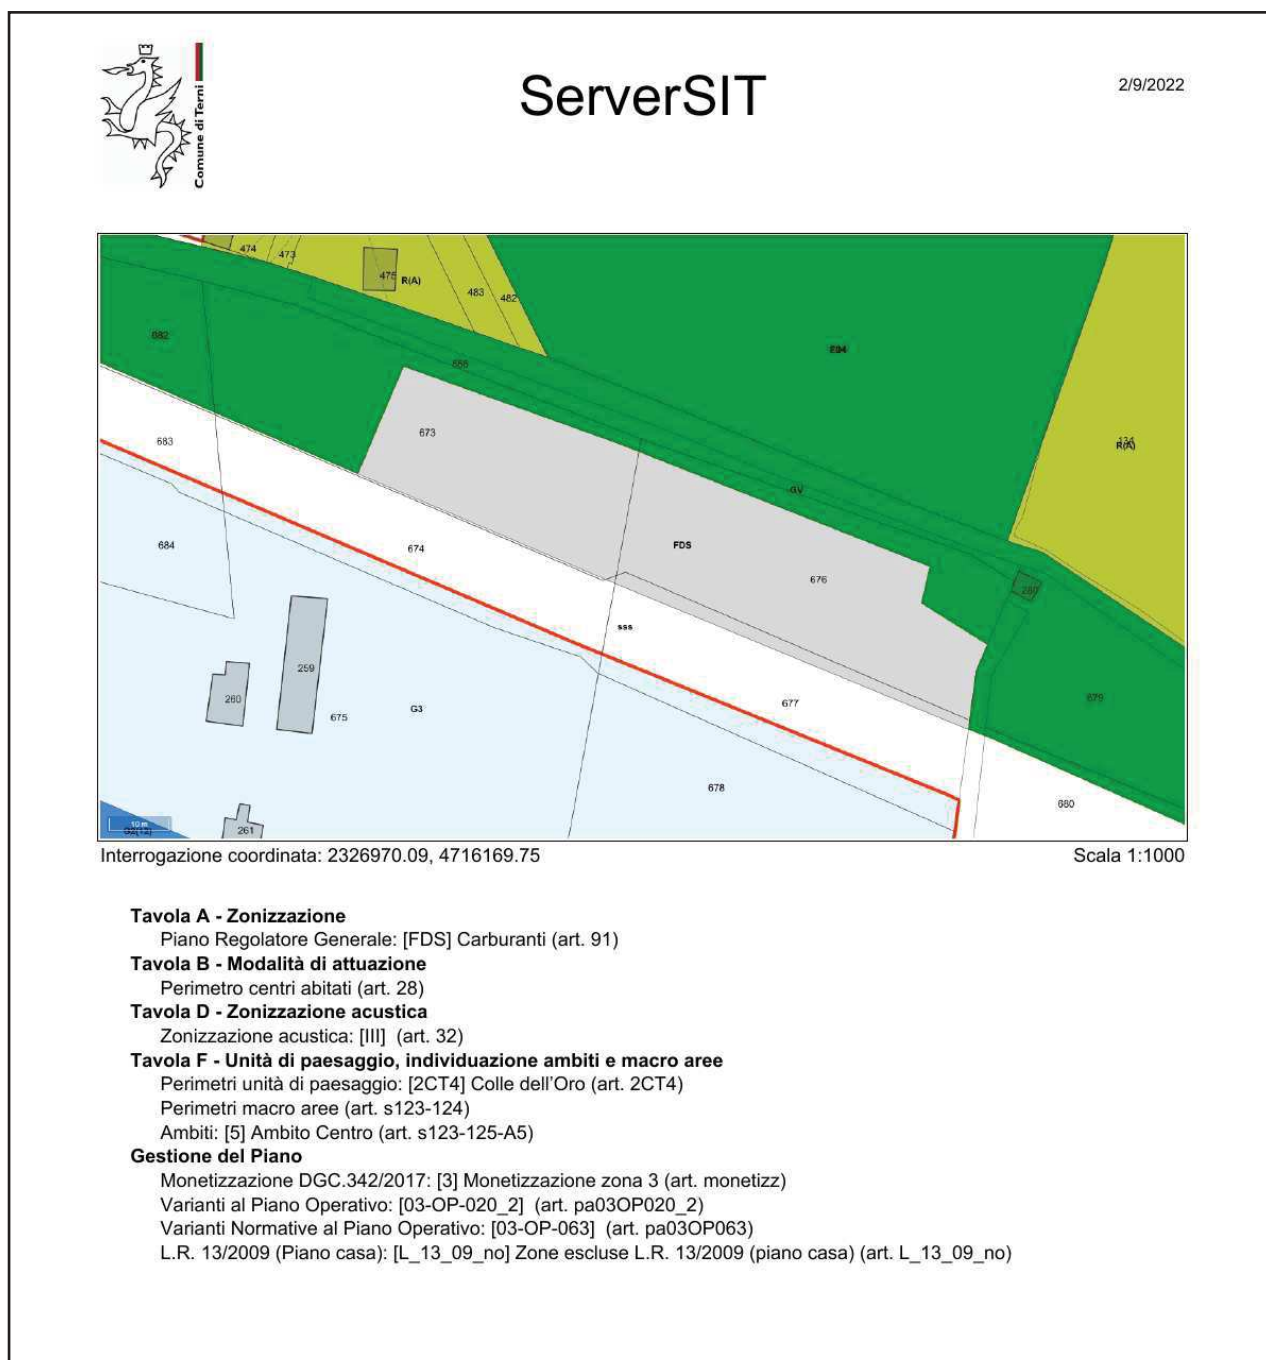 Comune di Terni
ServerSIT
2/9/2022
474
473
475
R(A)
483
482
682
686
673
683
R(A)
GV
684
674
FDS
676
280
sss
259
260
675
G3
677
679
678
680
10 m
261
Interrogazione coordinata: 2326970.09, 4716169.75
Scala 1:1000
Tavola A - Zonizzazione
Piano Regolatore Generale: [FDS] Carburanti (art. 91)
Tavola B - Modalità di attuazione
Perimetro centri abitati (art. 28)
Tavola D - Zonizzazione acustica
Zonizzazione acustica: [III] (art. 32)
Tavola F - Unità di paesaggio, individuazione ambiti e macro aree
Perimetri unità di paesaggio: [2CT4] Colle dell'Oro (art. 2CT4)
Perimetri macro aree (art. s123-124)
Ambiti: [5] Ambito Centro (art. s123-125-A5)
Gestione del Piano
Monetizzazione DGC.342/2017: [3] Monetizzazione zona 3 (art. monetizz)
Varianti al Piano Operativo: [03-OP-020_2] (art. pa03OP020_2)
Varianti Normative al Piano Operativo: [03-OP-063] (art. pa03OP063)
L.R. 13/2009 (Piano casa): [L_13_09_no] Zone escluse L.R. 13/2009 (piano casa) (art. L_13_09_no)